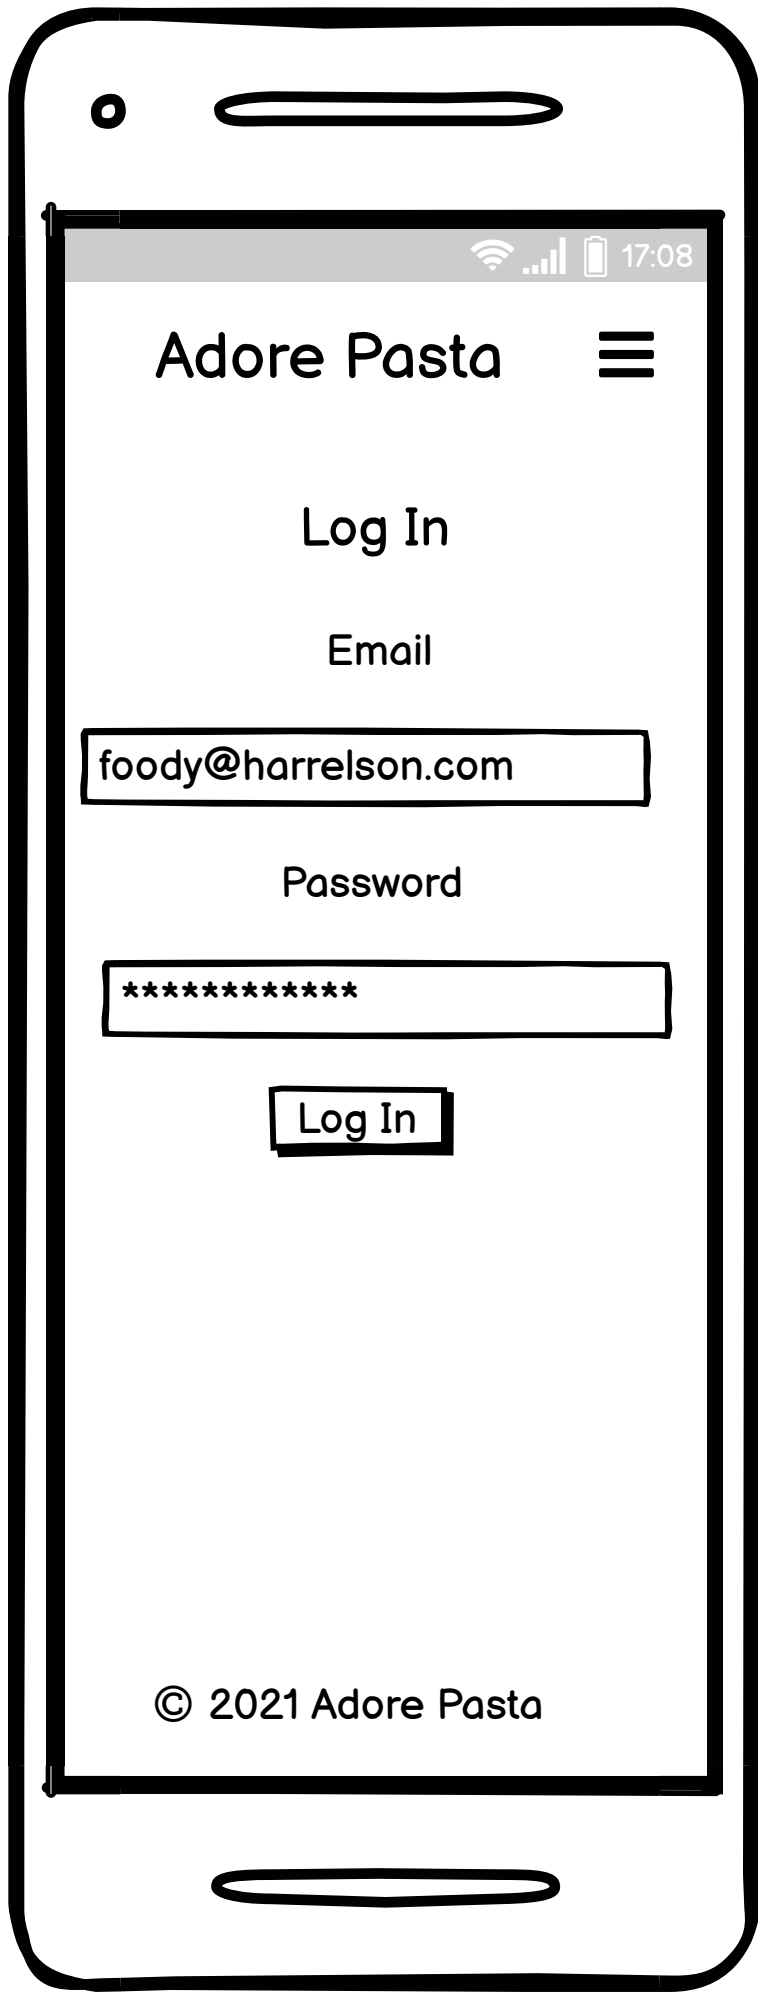 17:08
Adore Pasta
Log In
Email
foody@harrelson.com
Password
************
Log In
© 2021 Adore Pasta